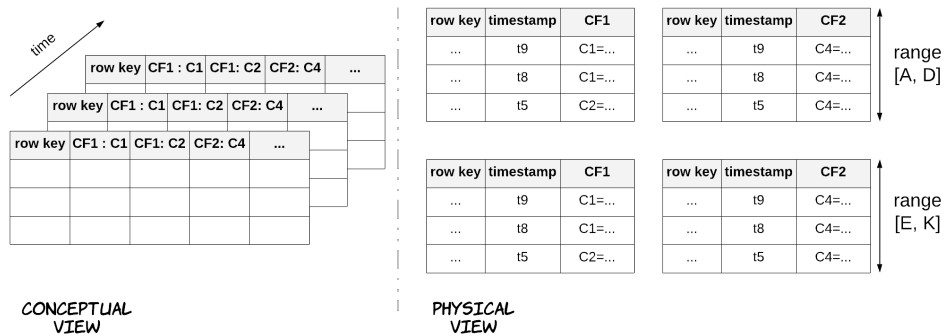 time
row key CF1 : C1 CF1: C2 CF2: C4 ...
row key CF1 : C1 CF1: C2 CF2: C4 ...
row key CF1 : C1 CF1: C2 CF2: C4 ...
CONCEPTUAL
VIEW
row key timestamp CF1
... t9 C1=...
... t8 C1=...
... t5 C2=...
row key timestamp CF2
... t9 C4=...
... t8 C4=...
... t5 C4=...
range
[A, D]
row key timestamp CF1
... t9 C1=...
... t8 C1=...
... t5 C2=...
row key timestamp CF2
... t9 C4=...
... t8 C4=...
... t5 C4=...
range
[E, K]
PHYSICAL
VIEW